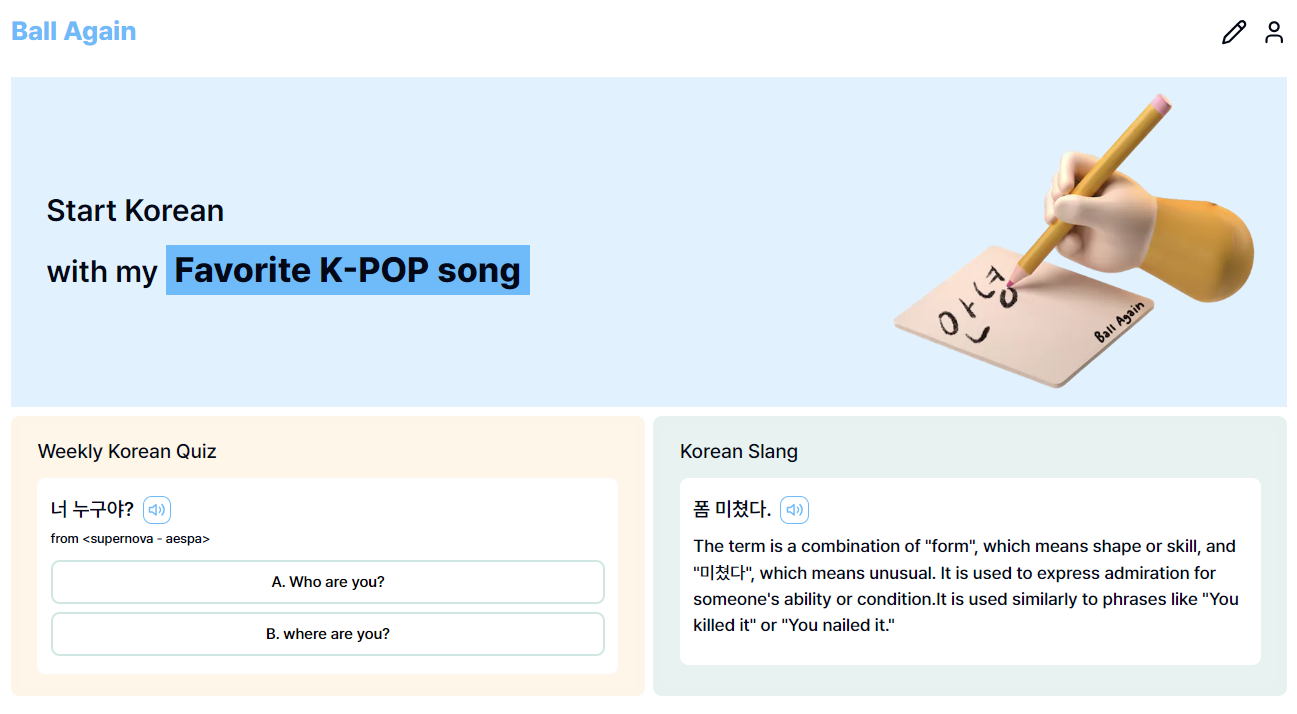 Ball Again
Start Korean
with my Favorite K-POP song
안녕
Ball Again
Weekly Korean Quiz
너 누구야?
from <supernova - aespa>
A. Who are you?
B. where are you?
Korean Slang
폼 미쳤다.
The term is a combination of "form", which means shape or skill, and
"미쳤다", which means unusual. It is used to express admiration for
someone's ability or condition.It is used similarly to phrases like "You
killed it" or "You nailed it."